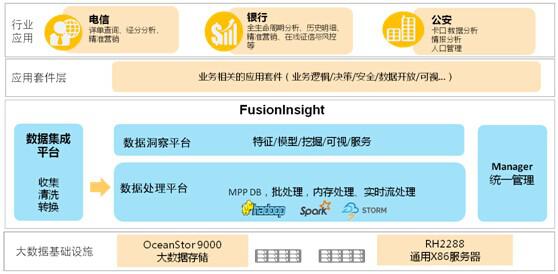 行业
应用
电信
详单查询、经分分析、
精准营销
银行
全生命周期分析、历史明细、
精准营销、在线征信与风控
等
公安
卡口数据分析
情报分析
人口管理
应用套件层
业务相关的应用套件（业务逻辑/决策/安全/数据开放/可视...）
FusionInsight
数据集成
平台
收集
清洗
转换
数据洞察平台
特征/模型/挖掘/可视/服务
数据处理平台
MPP DB，批处理，内存处理、实时流处理
hadoop
Spark
STORM
Manager
统一管理
大数据基础设施
OceanStor 9000
大数据存储
RH2288
通用X86服务器